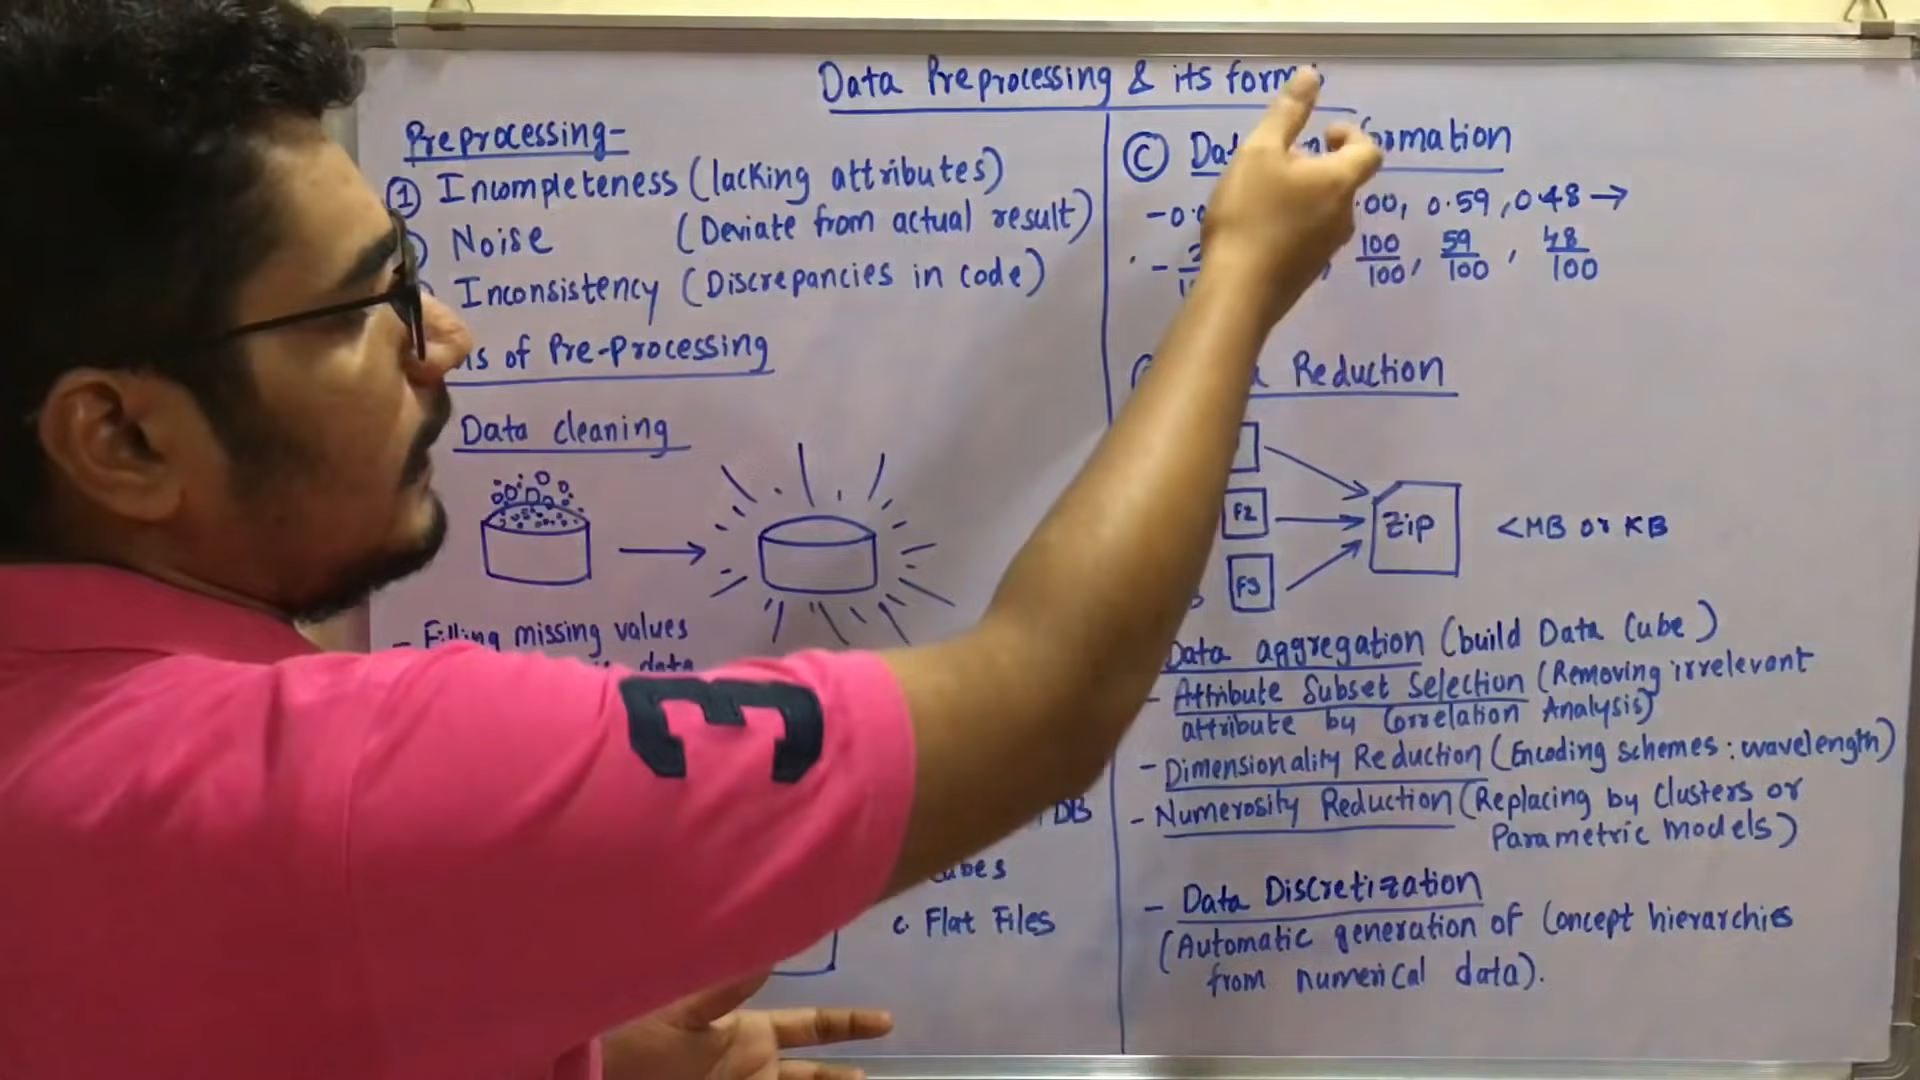 Data Preprocessing & its forms
Preprocessing-
① Incompleteness (lacking attributes)
Noise (Deviate from actual result)
Inconsistency (Discrepancies in code)
of Pre-Processing
Data cleaning
- Filling missing values
data
DB
c. Flat Files
Ⓒ
0.59, 0.48 →
100/100, 59/100, 48/100
Reduction
F2
F3
Zip
<MB or KB
Data aggregation (build Data Cube)
- Attribute Subset Selection (Removing irrelevant
attribute by Correlation Analysis)
- Dimensionality Reduction (Encoding schemes: wavelength)
- Numerosity Reduction (Replacing by Clusters or
Parametric Models)
- Data Discretization
(Automatic generation of Concept hierarchies
from numerical data).